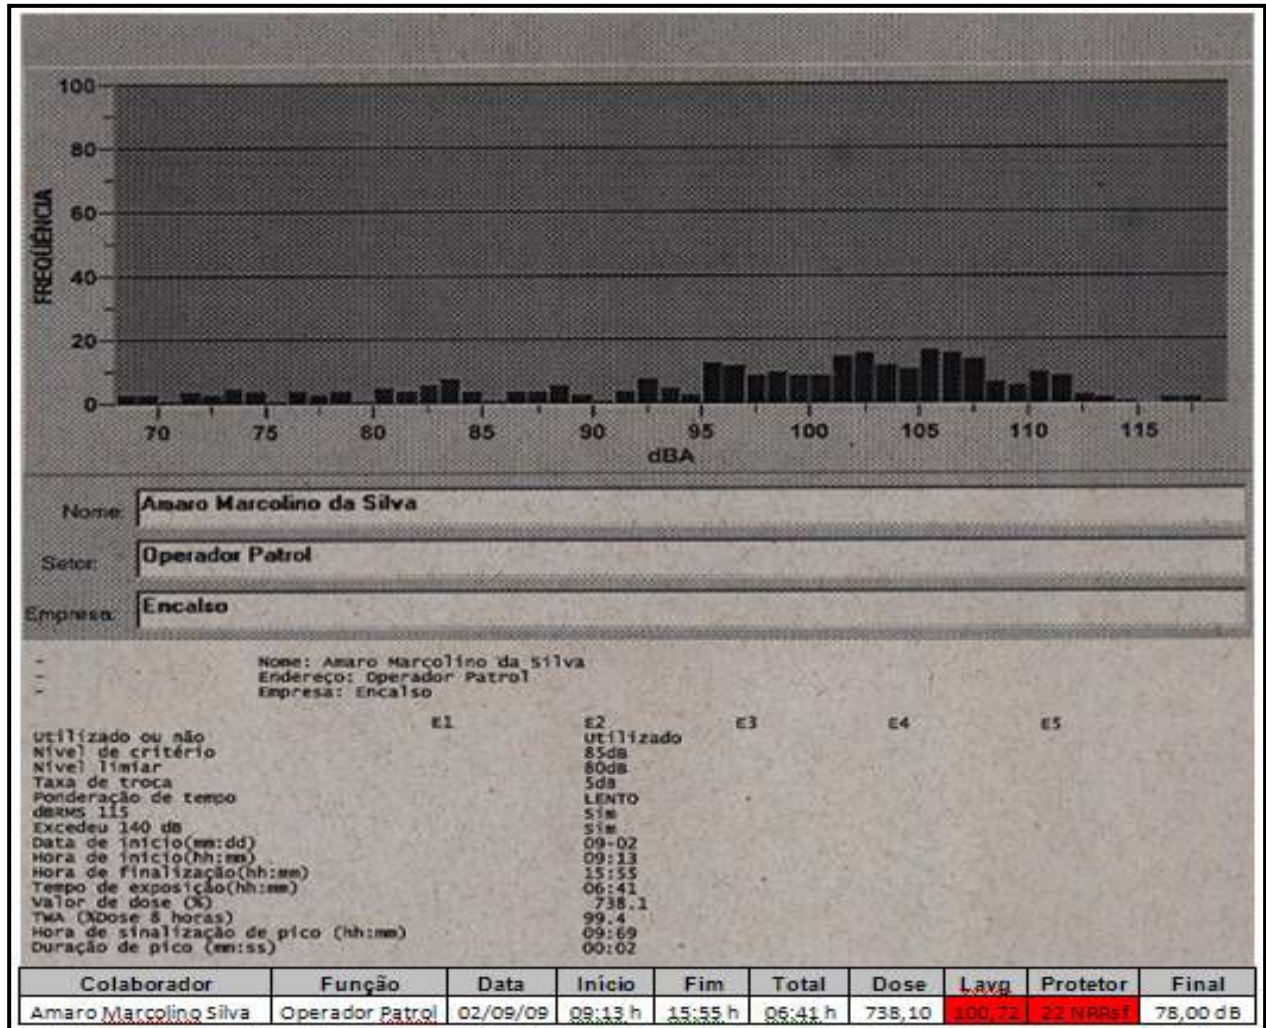 100
80
60
40
20
0
FREQÜÊNCIA
70 75 80 85 90 95 100 105 110 115
dBA
Nome: Amaro Marcolino da Silva
Setor: Operador Patrol
Empresa: Encalso
- Nome: Amaro Marcolino da Silva
- Endereço: Operador Patrol
- Empresa: Encalso
E1 E2 E3 E4 E5
Utilizado ou não Utilizado
Nível de critério 85dB
Nível limiar 80dB
Taxa de troca 5dB
Ponderação de tempo LENTO
dBRMS 115 Sim
Excedeu 140 dB Sim
Data de início(mm:dd) 09-02
Hora de início(hh:mm) 09:13
Hora de finalização(hh:mm) 15:55
Tempo de exposição(hh:mm) 06:41
Valor de dose (%) 738.1
TWA (%Dose 8 horas) 99.4
Hora de sinalização de pico (hh:mm) 09:69
Duração de pico (mm:ss) 00:02
Colaborador Função Data Início Fim Total Dose Lavg Protetor Final
Amaro Marcolino Silva Operador Patrol 02/09/09 09:13 h 15:55 h 06:41 h 738,10 100,72 22 NRRsf 78,00 dB